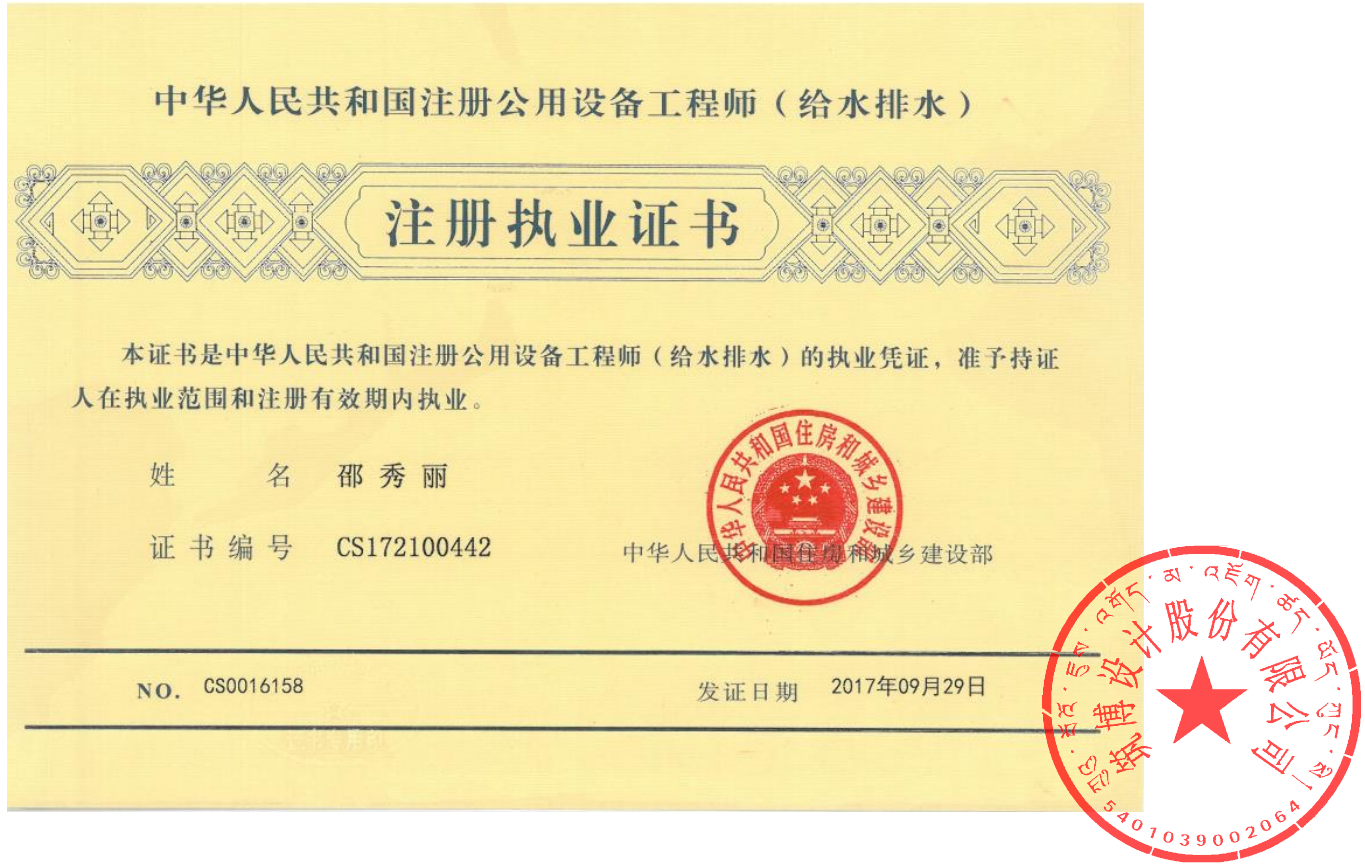 中华人民共和国注册公用设备工程师（给水排水）
注册执业证书
本证书是中华人民共和国注册公用设备工程师（给水排水）的执业凭证，准予持证
人在执业范围和注册有效期内执业。
姓 名 邵秀丽
证书编号 CS172100442
中华人民共和国住房和城乡建设部
中华人民共和国住房和城乡建设部
NO. CS0016158
发证日期 2017年09月29日
筑博设计股份有限公司
5401039002064